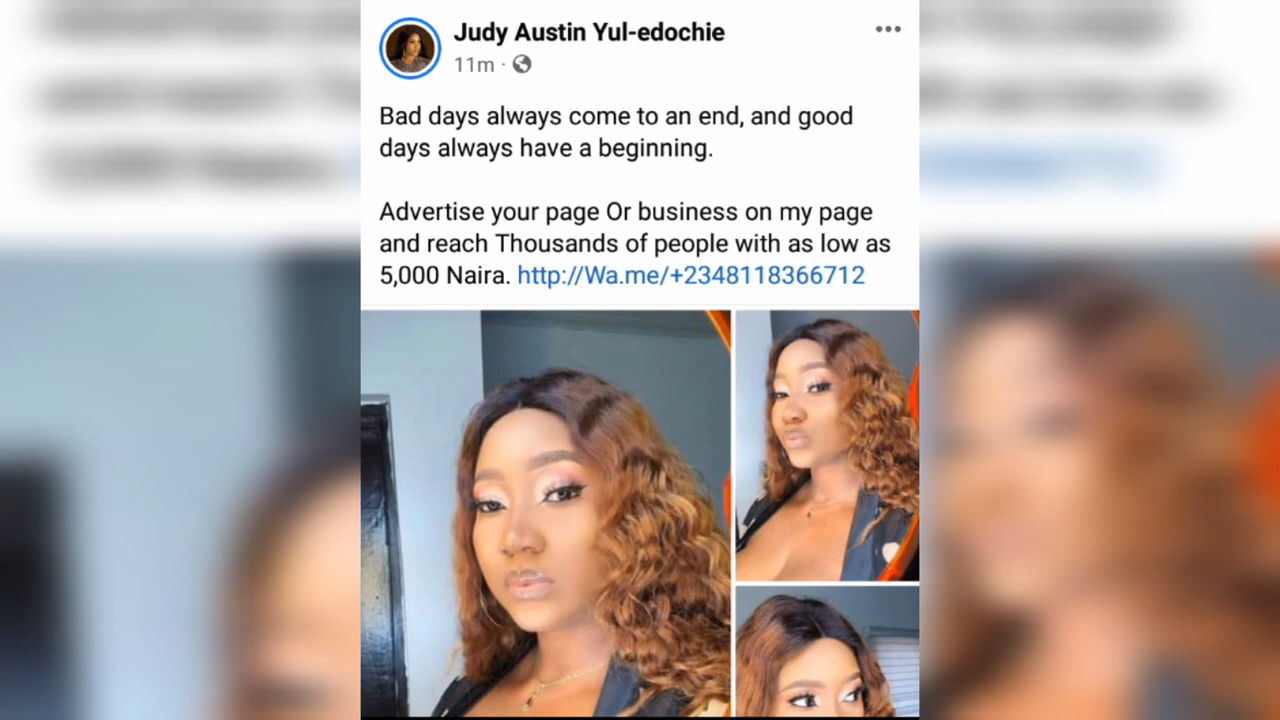 Judy Austin Yul-edochie
11m ·
Bad days always come to an end, and good
days always have a beginning.
Advertise your page Or business on my page
and reach Thousands of people with as low as
5,000 Naira. http://Wa.me/+2348118366712